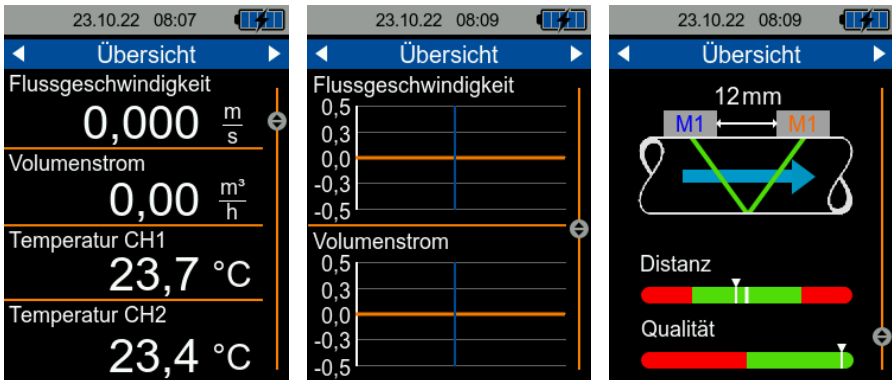 23.10.22 08:07
Übersicht
Flussgeschwindigkeit
0,000 m/s
Volumenstrom
0,00 m³/h
Temperatur CH1
23,7 °C
Temperatur CH2
23,4 °C
23.10.22 08:09
Übersicht
Flussgeschwindigkeit
0,5
0,3
0,0
-0,3
-0,5
Volumenstrom
0,5
0,3
0,0
-0,3
-0,5
23.10.22 08:09
Übersicht
12mm
M1 M1
Distanz
Qualität